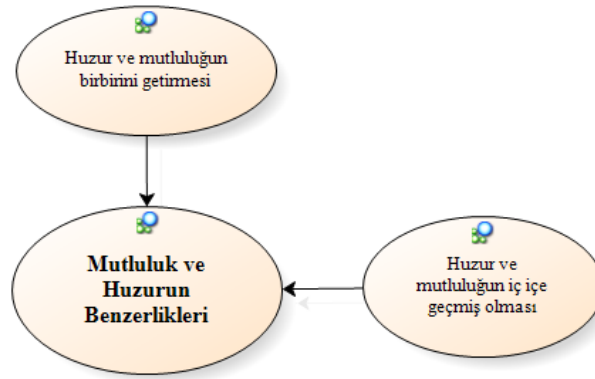 Huzur ve mutluluğun
birbirini getirmesi
Mutluluk ve
Huzurun
Benzerlikleri
Huzur ve
mutluluğun iç içe
geçmiş olması